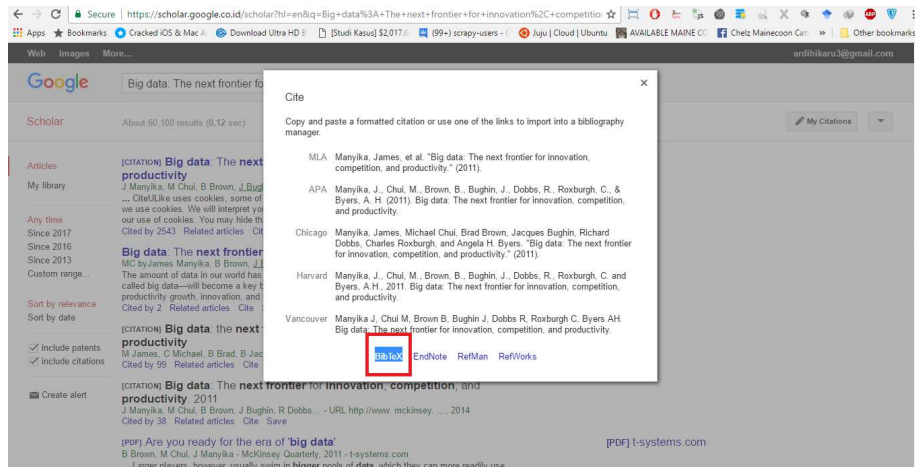 Secure | https://scholar.google.co.id/scholar?hl=en&q=Big+data%3A+The+next+frontier+for+innovation%2C+competitio
Apps Bookmarks Cracked iOS & Mac A Download Ultra HD [Studi Kasus] $2,017.6 (99+) scrapy-users - Juju | Cloud | Ubuntu AVAILABLE MAINE CO Chelz Mainecoon Cat » Other bookmarks
Web Images More... ardihikaru3@gmail.com
Google Big data: The next frontier fo
Scholar About 60,100 results (0.12 sec) My Citations
Articles
My library
Any time
Since 2017
Since 2016
Since 2013
Custom range...
Sort by relevance
Sort by date
include patents
include citations
Create alert
[CITATION] Big data: The next
productivity
J Manyika, M Chui, B Brown, J Bug
... CiteULike uses cookies, some of
we use cookies. We will interpret yo
our use of cookies. You may hide th
Cited by 2543 Related articles Cit
Big data: The next frontier
MC byJames Manyika, B Brown, J
The amount of data in our world has
called big data—will become a key b
productivity growth, innovation, and
Cited by 2 Related articles Cite
[CITATION] Big data: the next
productivity
M James, C Michael, B Brad, B Jac
Cited by 99 Related articles Cite
[CITATION] Big data: The next frontier for innovation, competition, and
productivity. 2011
J Manyika, M Chui, B Brown, J Bughin, R Dobbs... - URL http://www. mckinsey. ..., 2014
Cited by 38 Related articles Cite Save
[PDF] Are you ready for the era of 'big data'
B Brown, M Chui, J Manyika - McKinsey Quarterly, 2011 - t-systems.com
... Larger players, however, usually swim in bigger pools of data, which they can more readily use
[PDF] t-systems.com
Cite ×
Copy and paste a formatted citation or use one of the links to import into a bibliography
manager.
MLA Manyika, James, et al. "Big data: The next frontier for innovation,
competition, and productivity." (2011).
APA Manyika, J., Chui, M., Brown, B., Bughin, J., Dobbs, R., Roxburgh, C., &
Byers, A. H. (2011). Big data: The next frontier for innovation, competition,
and productivity.
Chicago Manyika, James, Michael Chui, Brad Brown, Jacques Bughin, Richard
Dobbs, Charles Roxburgh, and Angela H. Byers. "Big data: The next frontier
for innovation, competition, and productivity." (2011).
Harvard Manyika, J., Chui, M., Brown, B., Bughin, J., Dobbs, R., Roxburgh, C. and
Byers, A.H., 2011. Big data: The next frontier for innovation, competition,
and productivity.
Vancouver Manyika J, Chui M, Brown B, Bughin J, Dobbs R, Roxburgh C, Byers AH.
Big data: The next frontier for innovation, competition, and productivity.
BibTeX EndNote RefMan RefWorks